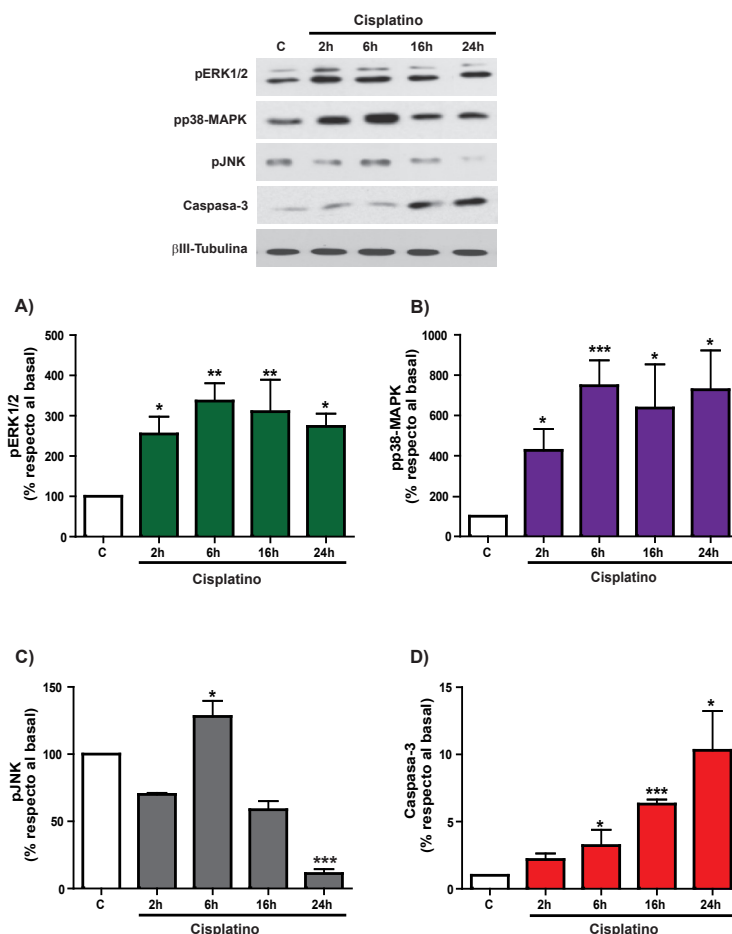 Cisplatino
C 2h 6h 16h 24h
pERK1/2
pp38-MAPK
pJNK
Caspasa-3
βIII-Tubulina
A)
pERK1/2
(% respecto al basal)
500
400
300
200
100
0
* ** ** *
C 2h 6h 16h 24h
Cisplatino
B)
pp38-MAPK
(% respecto al basal)
1000
800
600
400
200
0
* *** * *
C 2h 6h 16h 24h
Cisplatino
C)
pJNK
(% respecto al basal)
150
100
50
0
* ***
C 2h 6h 16h 24h
Cisplatino
D)
Caspasa-3
(% respecto al basal)
15
10
5
0
* *** *
C 2h 6h 16h 24h
Cisplatino